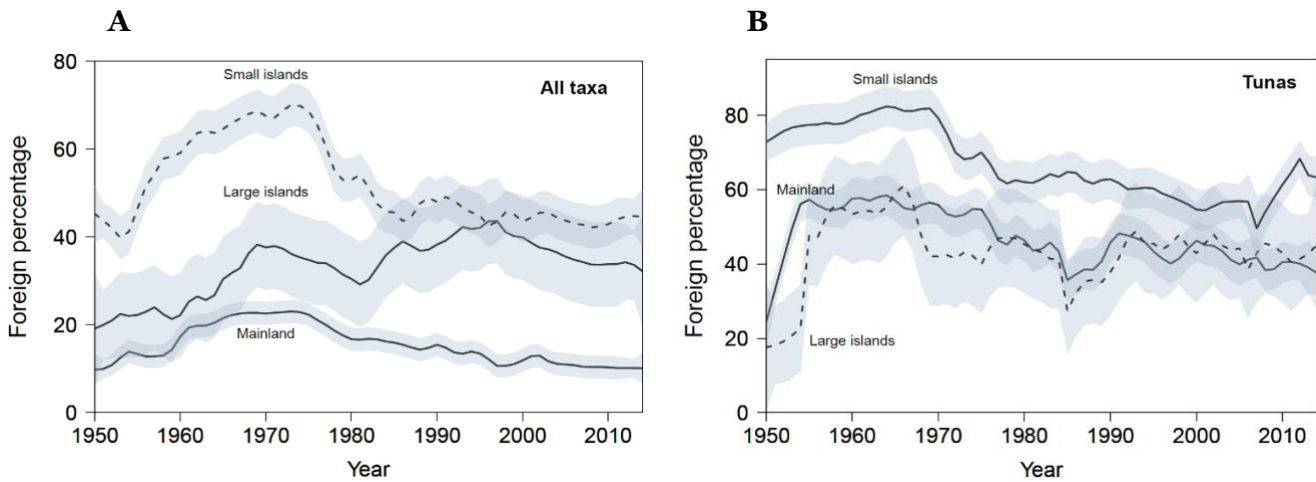 A
Foreign percentage
80
60
40
20
0
Small islands
All taxa
Large islands
Mainland
1950 1960 1970 1980 1990 2000 2010
Year
B
Foreign percentage
80
60
40
20
0
Small islands
Tunas
Mainland
Large islands
1950 1960 1970 1980 1990 2000 2010
Year